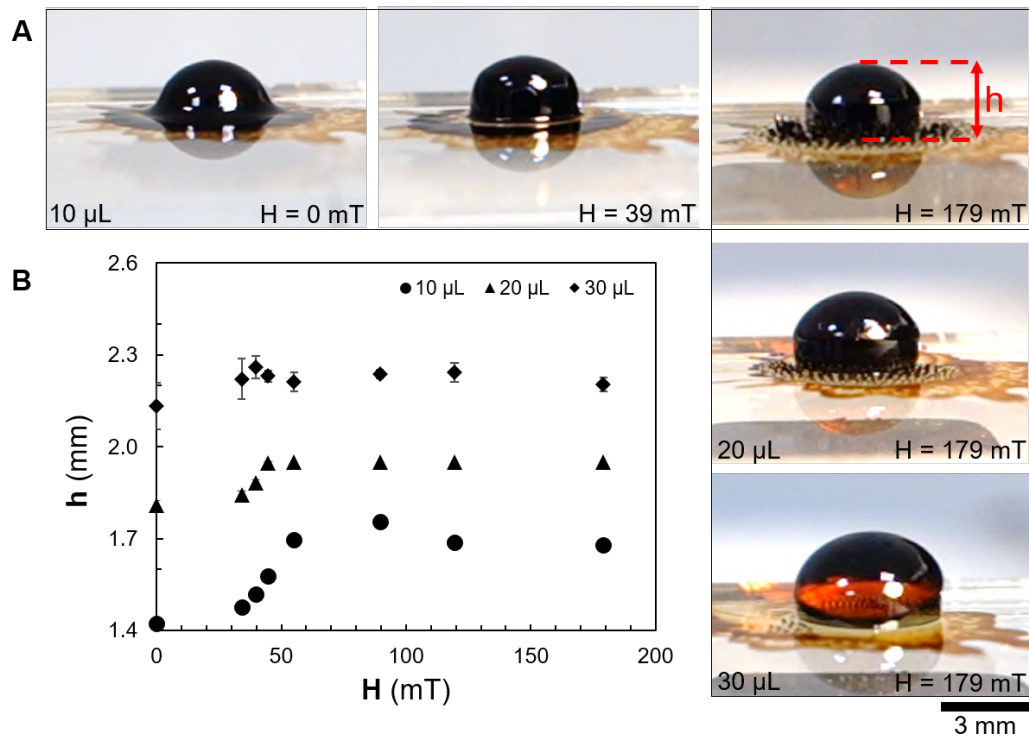 A
10 µL
H = 0 mT
H = 39 mT
h
H = 179 mT
B
2.6
2.3
2.0
1.7
1.4
h (mm)
10 µL
20 µL
30 µL
0
50
100
150
200
H (mT)
20 µL
H = 179 mT
30 µL
H = 179 mT
3 mm